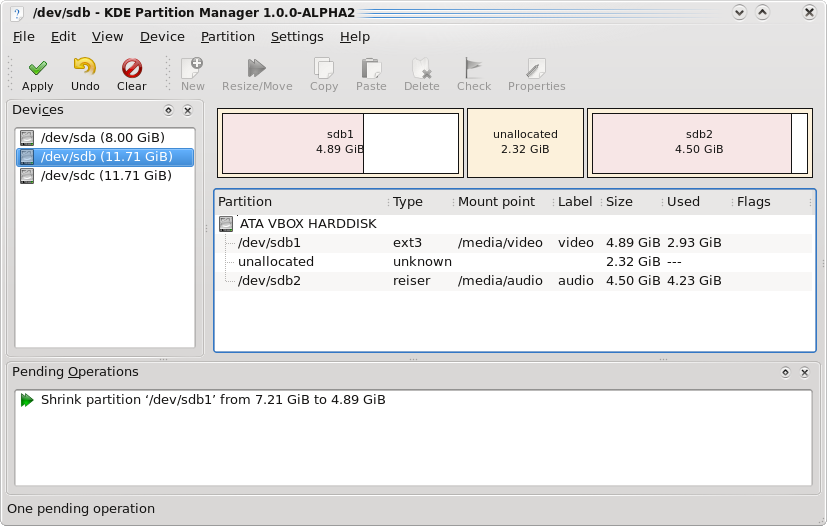 /dev/sdb - KDE Partition Manager 1.0.0-ALPHA2
File Edit View Device Partition Settings Help
Apply Undo Clear New Resize/Move Copy Paste Delete Check Properties
Devices
/dev/sda (8.00 GiB)
/dev/sdb (11.71 GiB)
/dev/sdc (11.71 GiB)
sdb1
4.89 GiB
unallocated
2.32 GiB
sdb2
4.50 GiB
Partition Type Mount point Label Size Used Flags
ATA VBOX HARDDISK
/dev/sdb1 ext3 /media/video video 4.89 GiB 2.93 GiB
unallocated unknown 2.32 GiB ---
/dev/sdb2 reiser /media/audio audio 4.50 GiB 4.23 GiB
Pending Operations
Shrink partition ‘/dev/sdb1’ from 7.21 GiB to 4.89 GiB
One pending operation